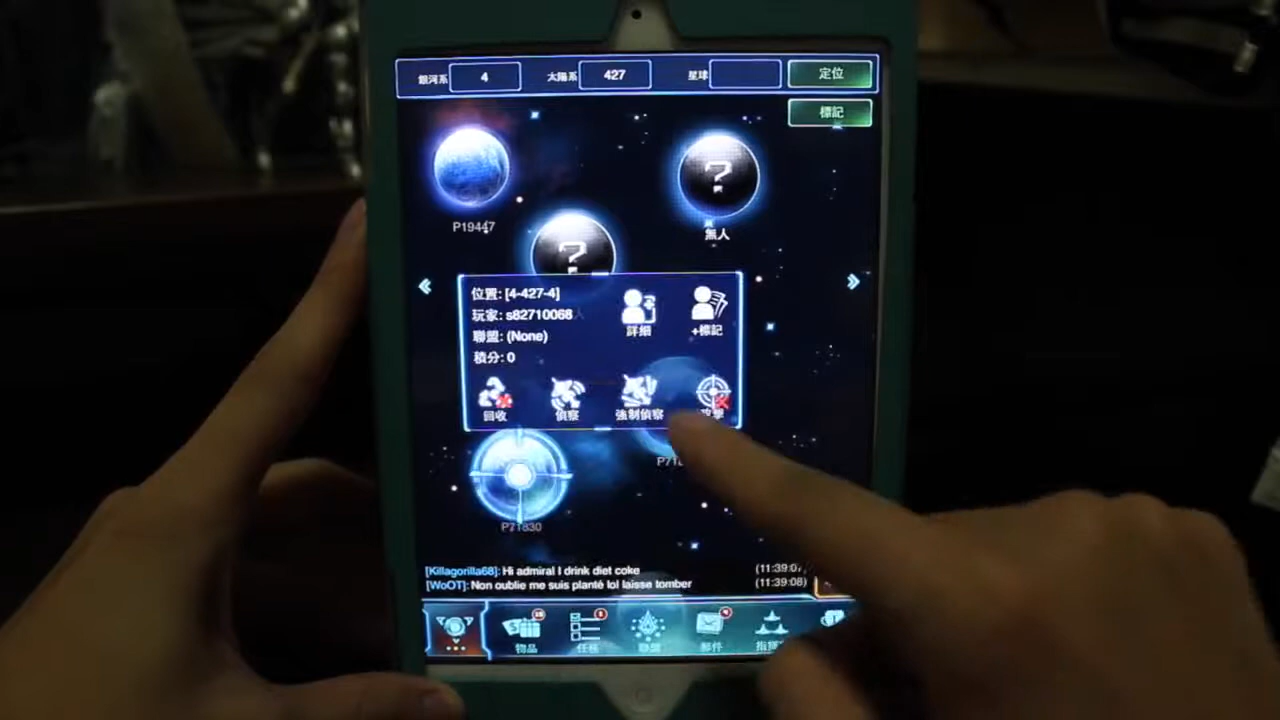 銀河系 4 太陽系 427 星球 定位
標記
P19447
無人
位置: [4-427-4]
玩家: s82710068
聯盟: (None)
積分: 0
詳細 +標記
回收 偵察 強制偵察 攻擊
P71830
[Killagorilla68]: Hi admiral I drink diet coke (11:39:07)
[WoOT]: Non oublie me suis planté lol laisse tomber (11:39:08)
物品 任務 聯盟 郵件